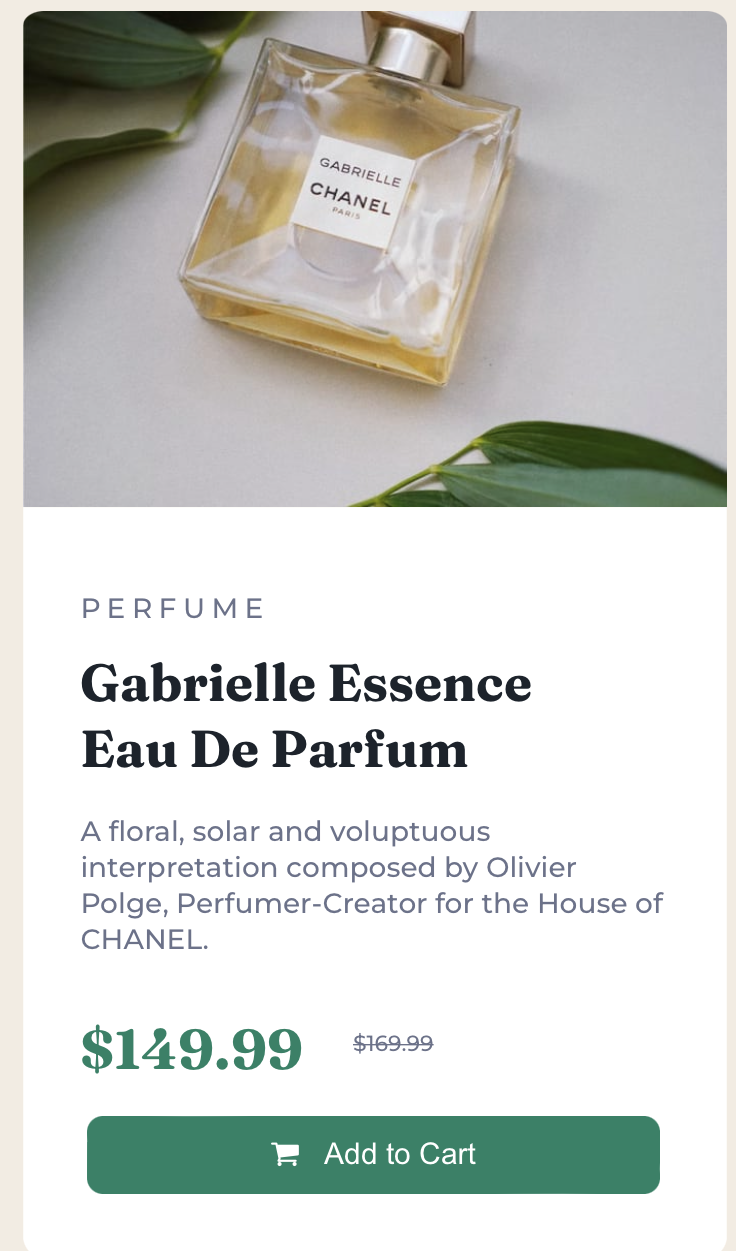 GABRIELLE
CHANEL
PARIS
PERFUME
Gabrielle Essence
Eau De Parfum
A floral, solar and voluptuous
interpretation composed by Olivier
Polge, Perfumer-Creator for the House of
CHANEL.
$149.99 $169.99
Add to Cart